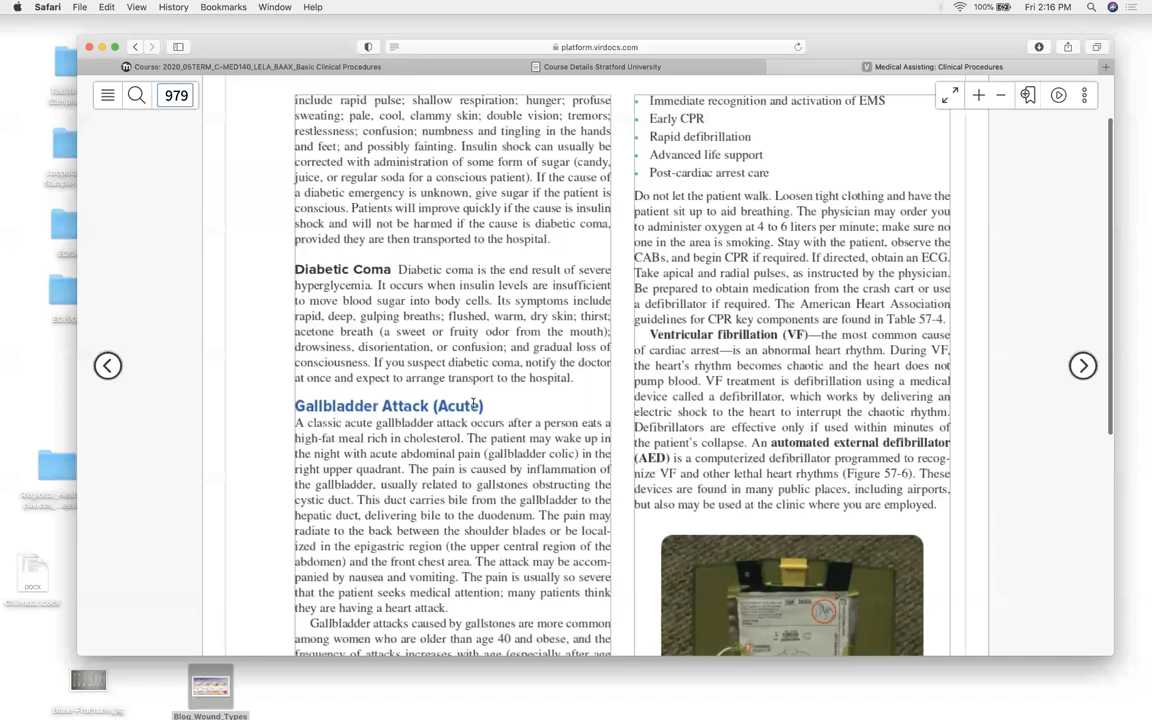 Safari File Edit View History Bookmarks Window Help
100% Fri 2:16 PM
platform.virdocs.com
Course: 2020_05TERM_C-MED140_LELA_BAAX_Basic Clinical Procedures
Course Details Stratford University
Medical Assisting: Clinical Procedures
979
include rapid pulse; shallow respiration; hunger; profuse
sweating; pale, cool, clammy skin; double vision; tremors;
restlessness; confusion; numbness and tingling in the hands
and feet; and possibly fainting. Insulin shock can usually be
corrected with administration of some form of sugar (candy,
juice, or regular soda for a conscious patient). If the cause of
a diabetic emergency is unknown, give sugar if the patient is
conscious. Patients will improve quickly if the cause is insulin
shock and will not be harmed if the cause is diabetic coma,
provided they are then transported to the hospital.
Diabetic Coma Diabetic coma is the end result of severe
hyperglycemia. It occurs when insulin levels are insufficient
to move blood sugar into body cells. Its symptoms include
rapid, deep, gulping breaths; flushed, warm, dry skin; thirst;
acetone breath (a sweet or fruity odor from the mouth);
drowsiness, disorientation, or confusion; and gradual loss of
consciousness. If you suspect diabetic coma, notify the doctor
at once and expect to arrange transport to the hospital.
Gallbladder Attack (Acute)
A classic acute gallbladder attack occurs after a person eats a
high-fat meal rich in cholesterol. The patient may wake up in
the night with acute abdominal pain (gallbladder colic) in the
right upper quadrant. The pain is caused by inflammation of
the gallbladder, usually related to gallstones obstructing the
cystic duct. This duct carries bile from the gallbladder to the
hepatic duct, delivering bile to the duodenum. The pain may
radiate to the back between the shoulder blades or be local-
ized in the epigastric region (the upper central region of the
abdomen) and the front chest area. The attack may be accom-
panied by nausea and vomiting. The pain is usually so severe
that the patient seeks medical attention; many patients think
they are having a heart attack.
Gallbladder attacks caused by gallstones are more common
among women who are older than age 40 and obese, and the
frequency of attacks increases with age (especially after age
• Immediate recognition and activation of EMS
• Early CPR
• Rapid defibrillation
• Advanced life support
• Post-cardiac arrest care
Do not let the patient walk. Loosen tight clothing and have the
patient sit up to aid breathing. The physician may order you
to administer oxygen at 4 to 6 liters per minute; make sure no
one in the area is smoking. Stay with the patient, observe the
CABs, and begin CPR if required. If directed, obtain an ECG.
Take apical and radial pulses, as instructed by the physician.
Be prepared to obtain medication from the crash cart or use
a defibrillator if required. The American Heart Association
guidelines for CPR key components are found in Table 57-4.
Ventricular fibrillation (VF)—the most common cause
of cardiac arrest—is an abnormal heart rhythm. During VF,
the heart's rhythm becomes chaotic and the heart does not
pump blood. VF treatment is defibrillation using a medical
device called a defibrillator, which works by delivering an
electric shock to the heart to interrupt the chaotic rhythm.
Defibrillators are effective only if used within minutes of
the patient's collapse. An automated external defibrillator
(AED) is a computerized defibrillator programmed to recog-
nize VF and other lethal heart rhythms (Figure 57-6). These
devices are found in many public places, including airports,
but also may be used at the clinic where you are employed.
DOCX
Bone-Fracture.jpg
Blog_Wound_Types